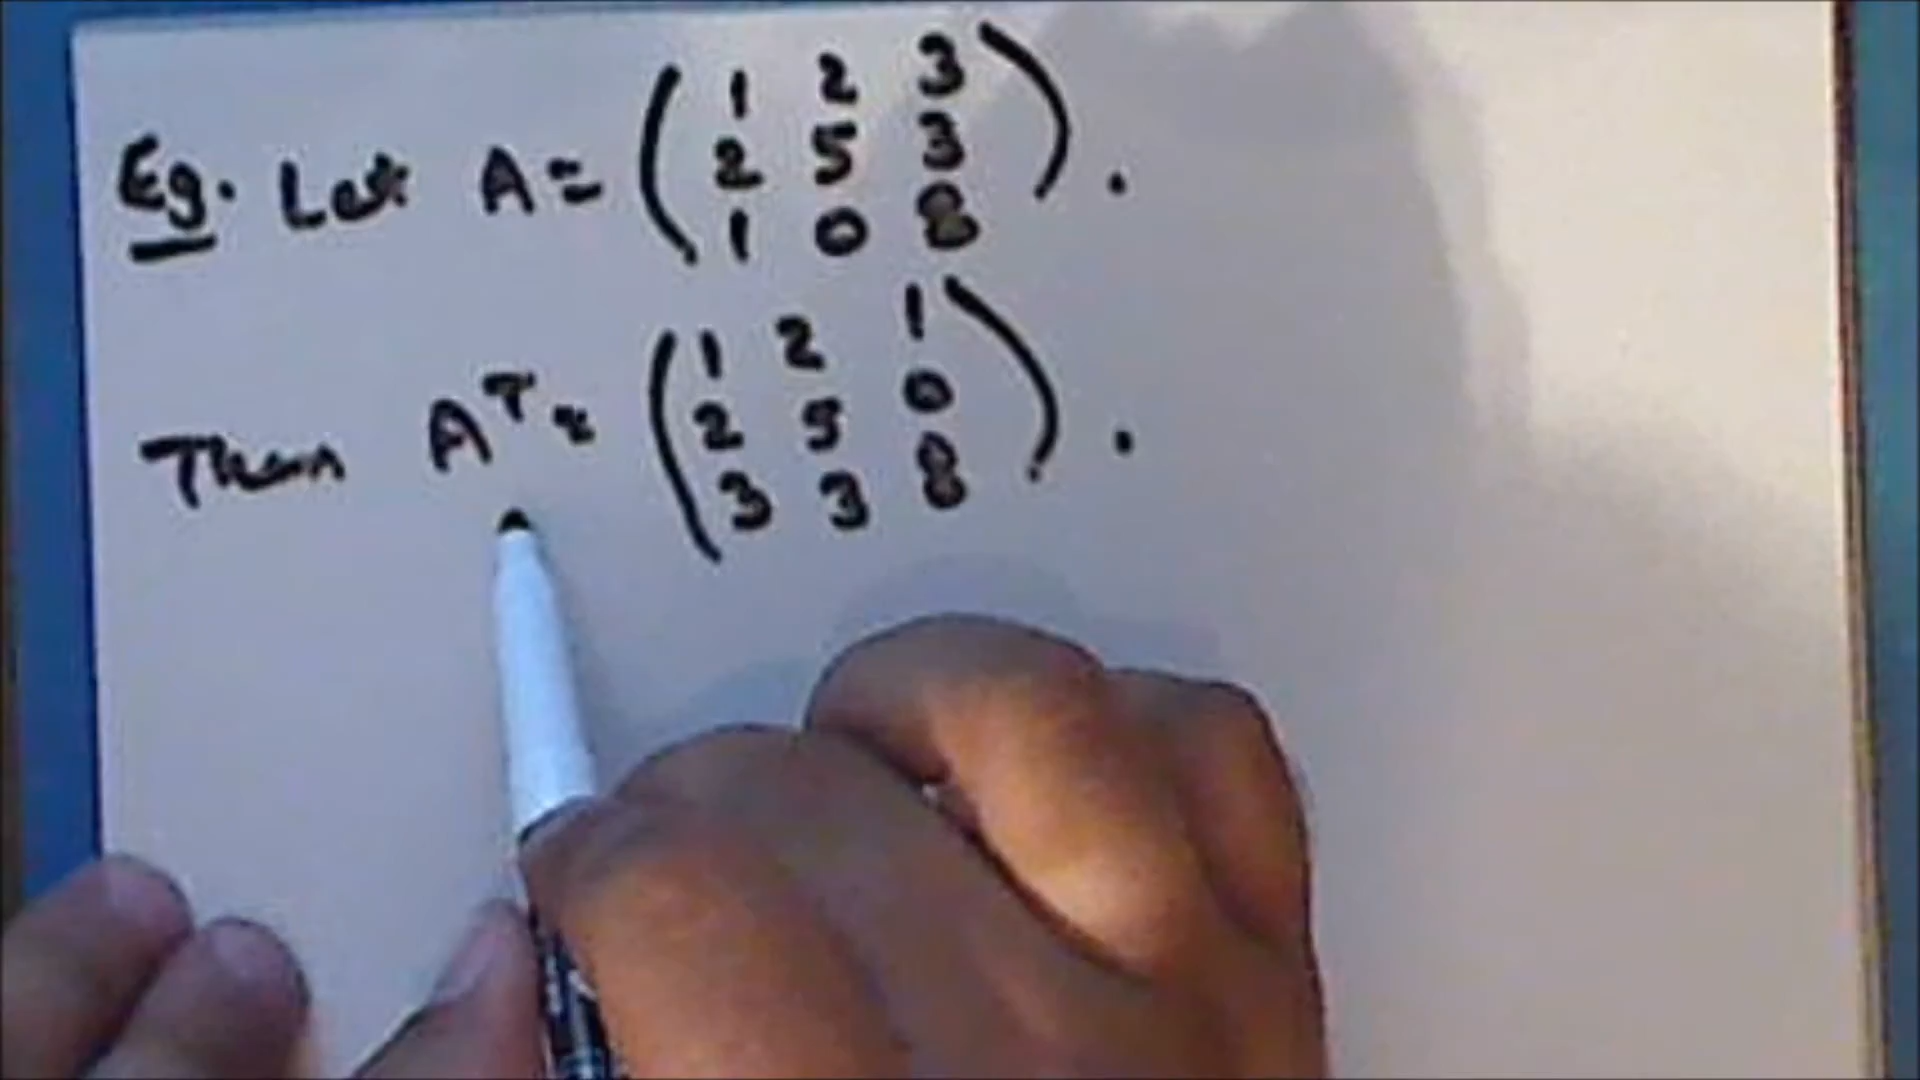 Eg. Let A = ( 1 2 3
2 5 3
1 0 8 ) .
Then A^T = ( 1 2 1
2 5 0
3 3 8 ) .